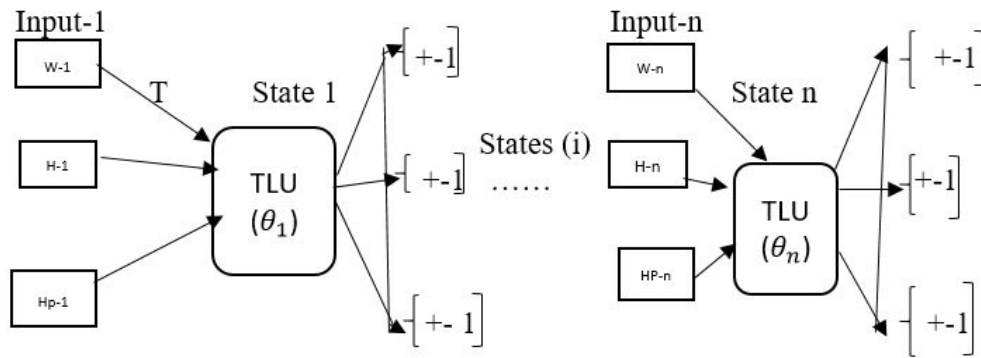 Input-1
W-1
T
H-1
Hp-1
State 1
TLU
(θ₁)
[ +-1]
[ +-1]
[ +- 1]
States (i)
......
Input-n
W-n
H-n
HP-n
State n
TLU
(θₙ)
[ +-1]
[ +-1]
[ +-1]